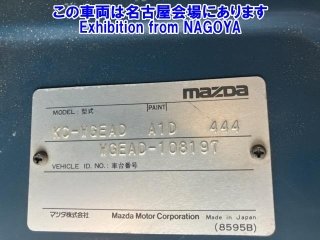 この車両は名古屋会場にあります
Exhibition from NAGOYA
mazda
MODEL: 型式
PAINT
KC-WGEAD A1D 444
WGEAD-108197
VEHICLE ID. NO.: 車台番号
マツダ株式会社 Mazda Motor Corporation Made in Japan
(8595B)